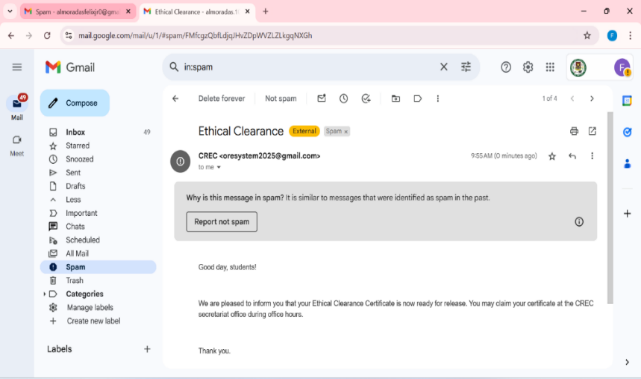 Spam - almoradasfelixjr0@gmai
Ethical Clearance - almoradas.1
mail.google.com/mail/u/1/#spam/FMfcgzQbfLdjqJHvZDpWVZLZLkgqNXGh
F
Gmail
in:spam
F
49
Mail
Meet
Compose
Inbox 49
Starred
Snoozed
Sent
Drafts
Less
Important
Chats
Scheduled
All Mail
Spam
Trash
Categories
Manage labels
Create new label
Labels
Delete forever
Not spam
1 of 4
Ethical Clearance External Spam ×
CREC <oresystem2025@gmail.com>
9:55 AM (0 minutes ago)
to me
Why is this message in spam? It is similar to messages that were identified as spam in the past.
Report not spam
Good day, students!
We are pleased to inform you that your Ethical Clearance Certificate is now ready for release. You may claim your certificate at the CREC
secretariat office during office hours.
Thank you.